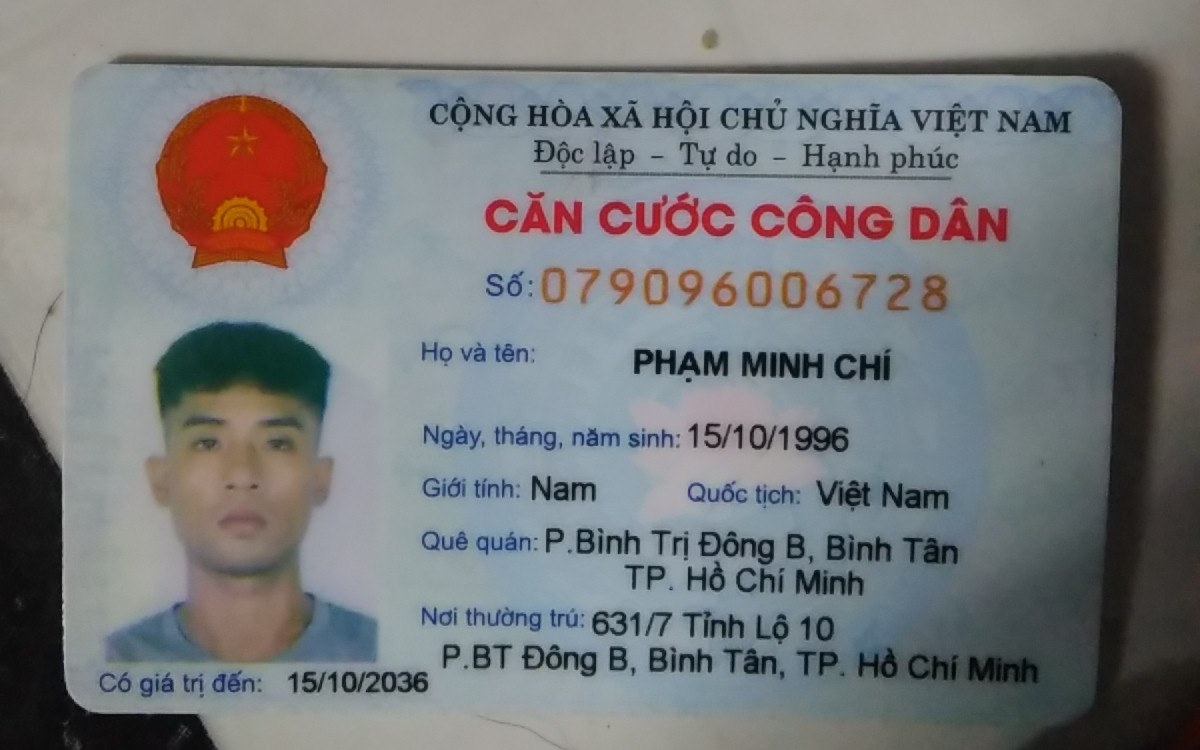 CỘNG HÒA XÃ HỘI CHỦ NGHĨA VIỆT NAM
Độc lập - Tự do - Hạnh phúc
CĂN CƯỚC CÔNG DÂN
Số: 079096006728
Họ và tên: PHẠM MINH CHÍ
Ngày, tháng, năm sinh: 15/10/1996
Giới tính: Nam Quốc tịch: Việt Nam
Quê quán: P.Bình Trị Đông B, Bình Tân
TP. Hồ Chí Minh
Nơi thường trú: 631/7 Tỉnh Lộ 10
P.BT Đông B, Bình Tân, TP. Hồ Chí Minh
Có giá trị đến: 15/10/2036